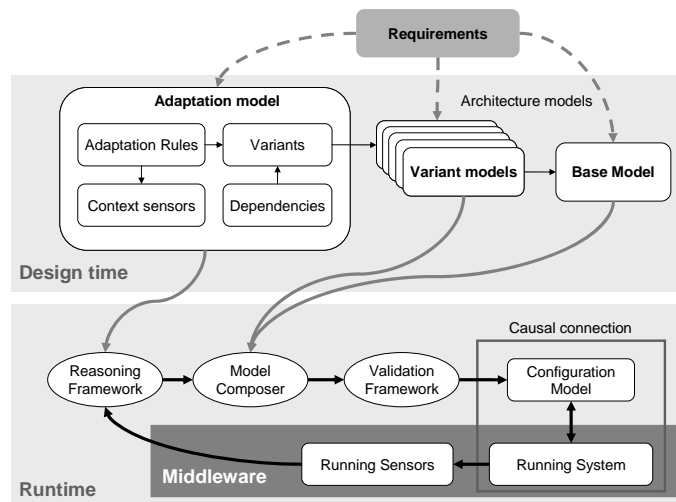 Requirements
Adaptation model
Architecture models
Adaptation Rules
Variants
Variant models
Base Model
Context sensors
Dependencies
Design time
Causal connection
Reasoning
Framework
Model
Composer
Validation
Framework
Configuration
Model
Middleware
Running Sensors
Running System
Runtime